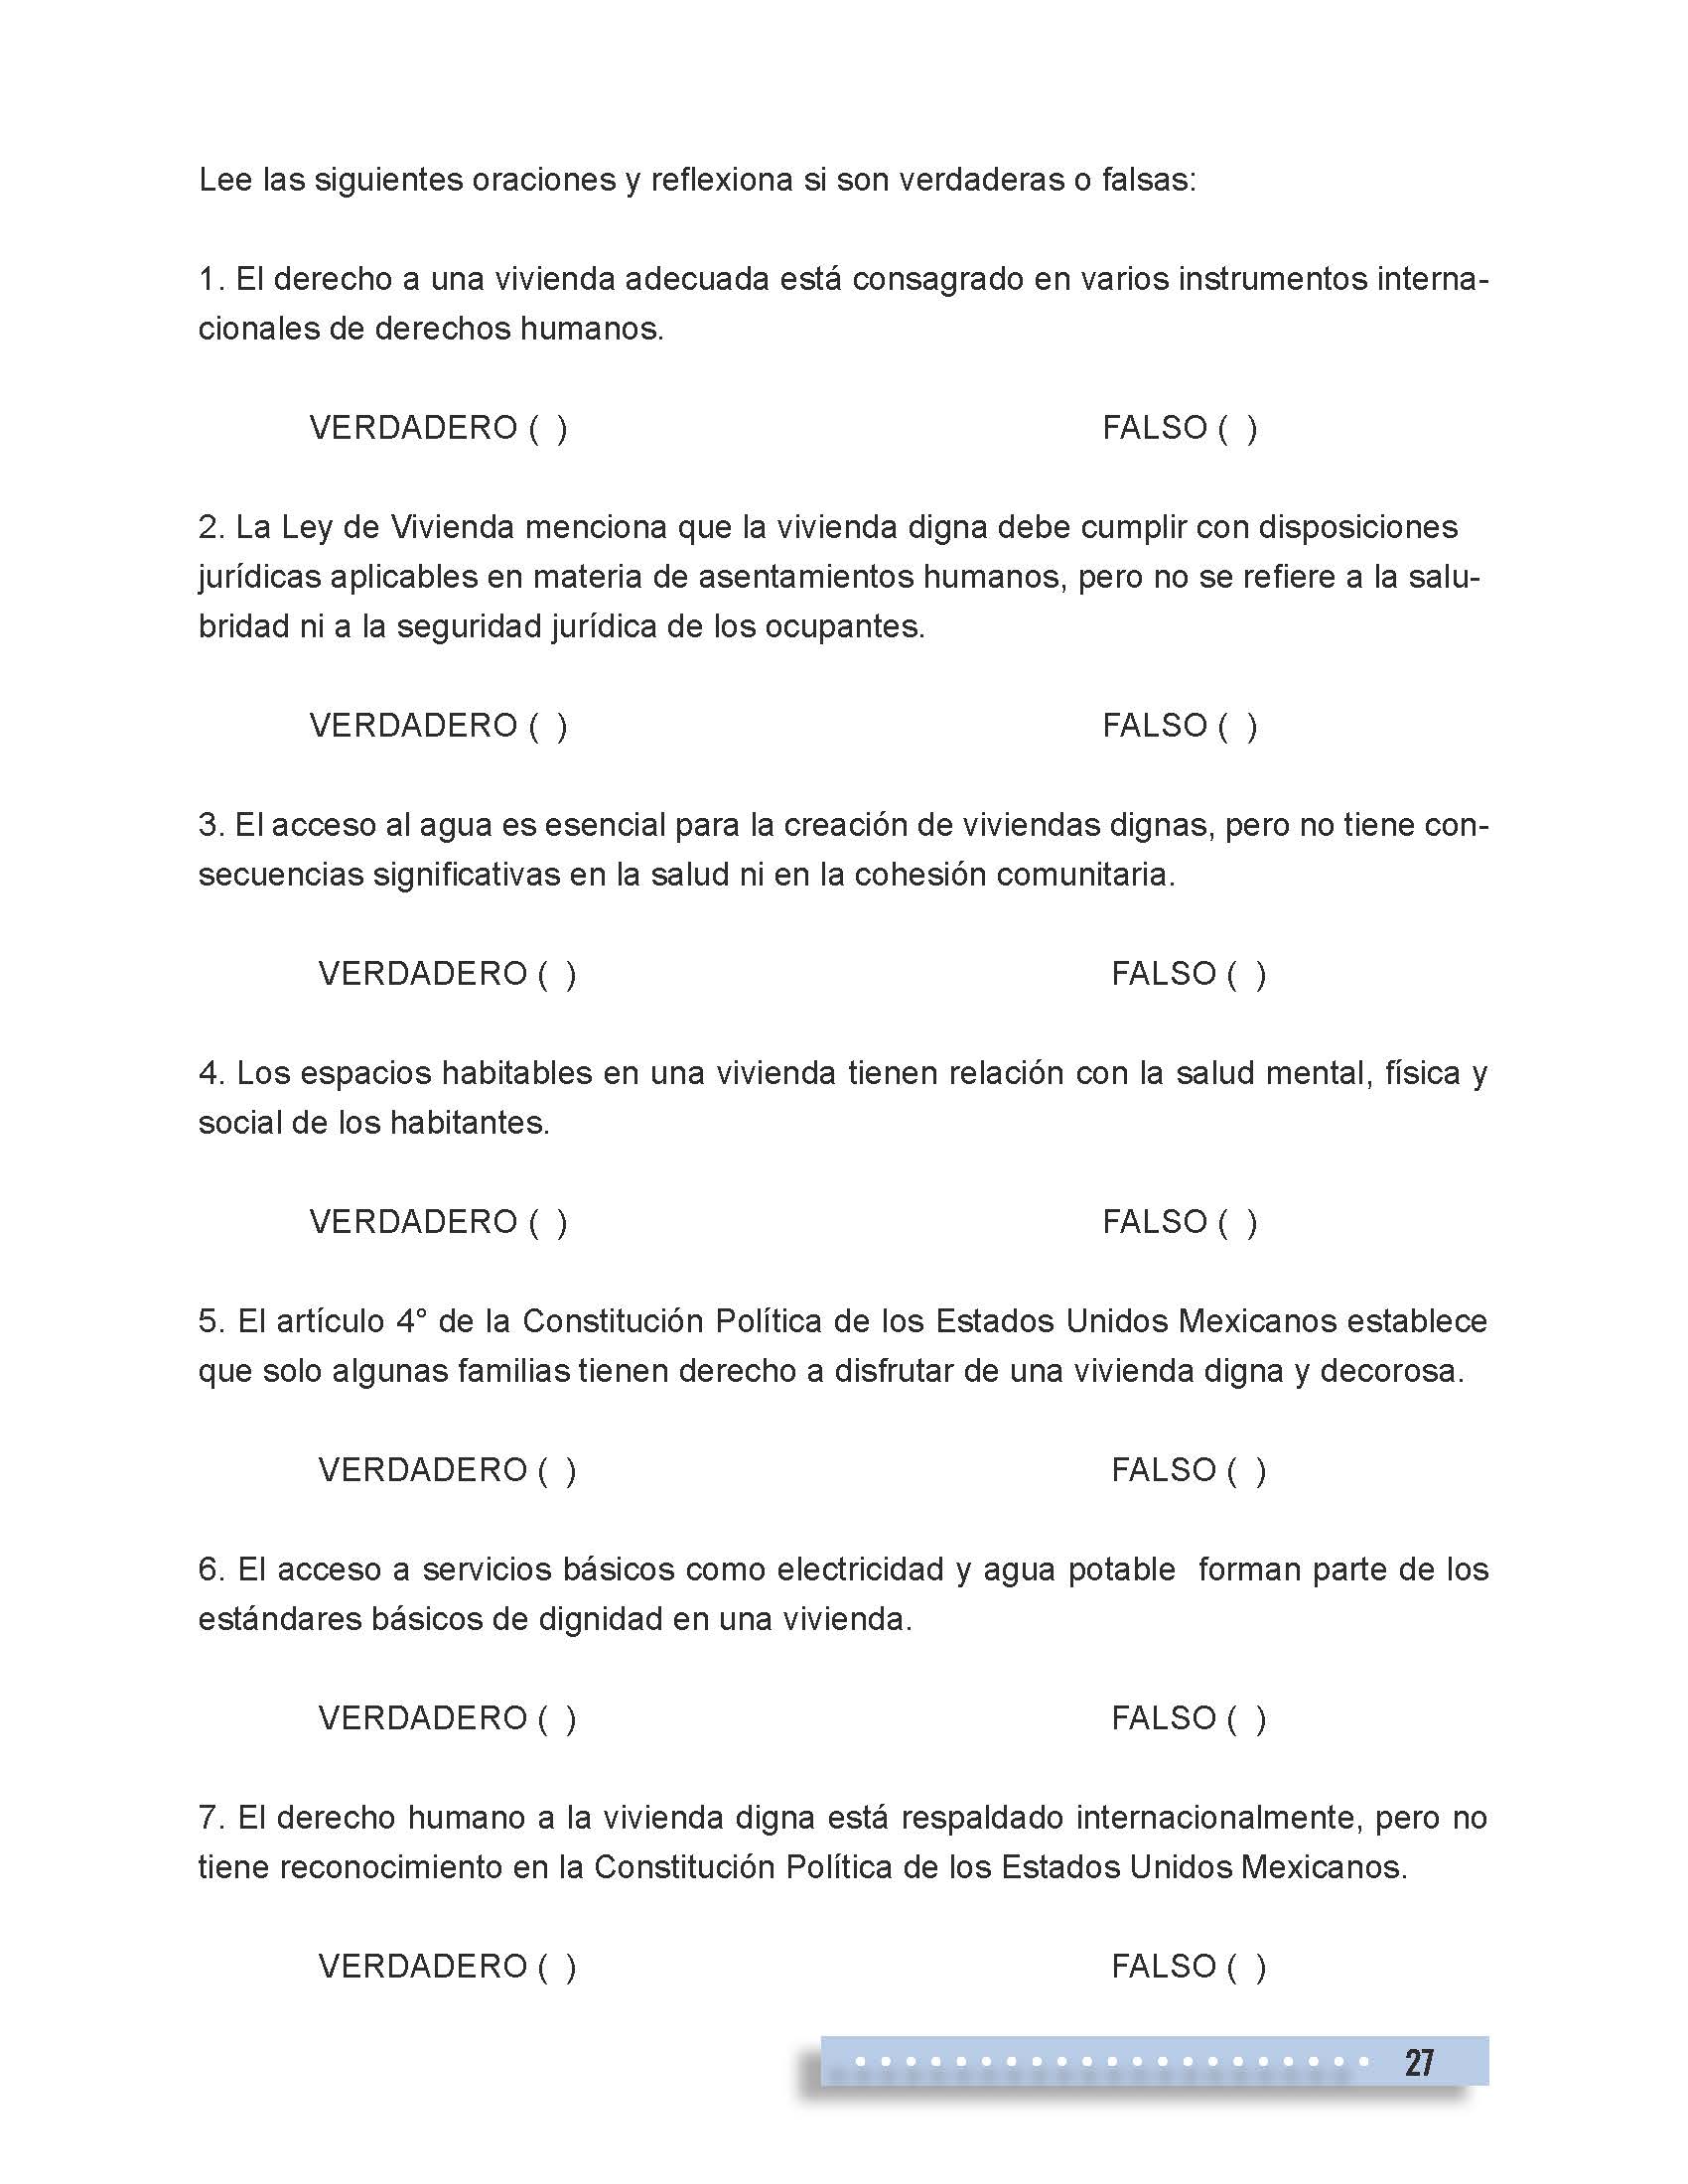 Lee las siguientes oraciones y reflexiona si son verdaderas o falsas:
1. El derecho a una vivienda adecuada está consagrado en varios instrumentos interna-
cionales de derechos humanos.
VERDADERO (  ) FALSO (  )
2. La Ley de Vivienda menciona que la vivienda digna debe cumplir con disposiciones
jurídicas aplicables en materia de asentamientos humanos, pero no se refiere a la salu-
bridad ni a la seguridad jurídica de los ocupantes.
VERDADERO (  ) FALSO (  )
3. El acceso al agua es esencial para la creación de viviendas dignas, pero no tiene con-
secuencias significativas en la salud ni en la cohesión comunitaria.
VERDADERO (  ) FALSO (  )
4. Los espacios habitables en una vivienda tienen relación con la salud mental, física y
social de los habitantes.
VERDADERO (  ) FALSO (  )
5. El artículo 4° de la Constitución Política de los Estados Unidos Mexicanos establece
que solo algunas familias tienen derecho a disfrutar de una vivienda digna y decorosa.
VERDADERO (  ) FALSO (  )
6. El acceso a servicios básicos como electricidad y agua potable  forman parte de los
estándares básicos de dignidad en una vivienda.
VERDADERO (  ) FALSO (  )
7. El derecho humano a la vivienda digna está respaldado internacionalmente, pero no
tiene reconocimiento en la Constitución Política de los Estados Unidos Mexicanos.
VERDADERO (  ) FALSO (  )
27